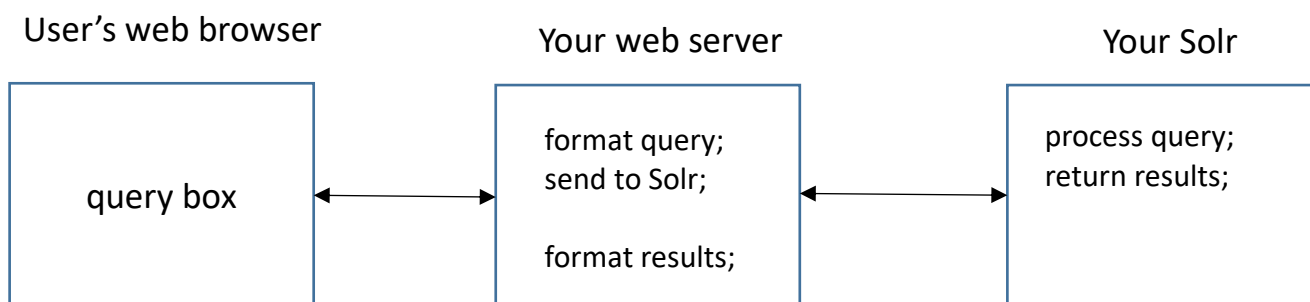 User’s web browser
Your web server
Your Solr
query box
format query;
send to Solr;
format results;
process query;
return results;